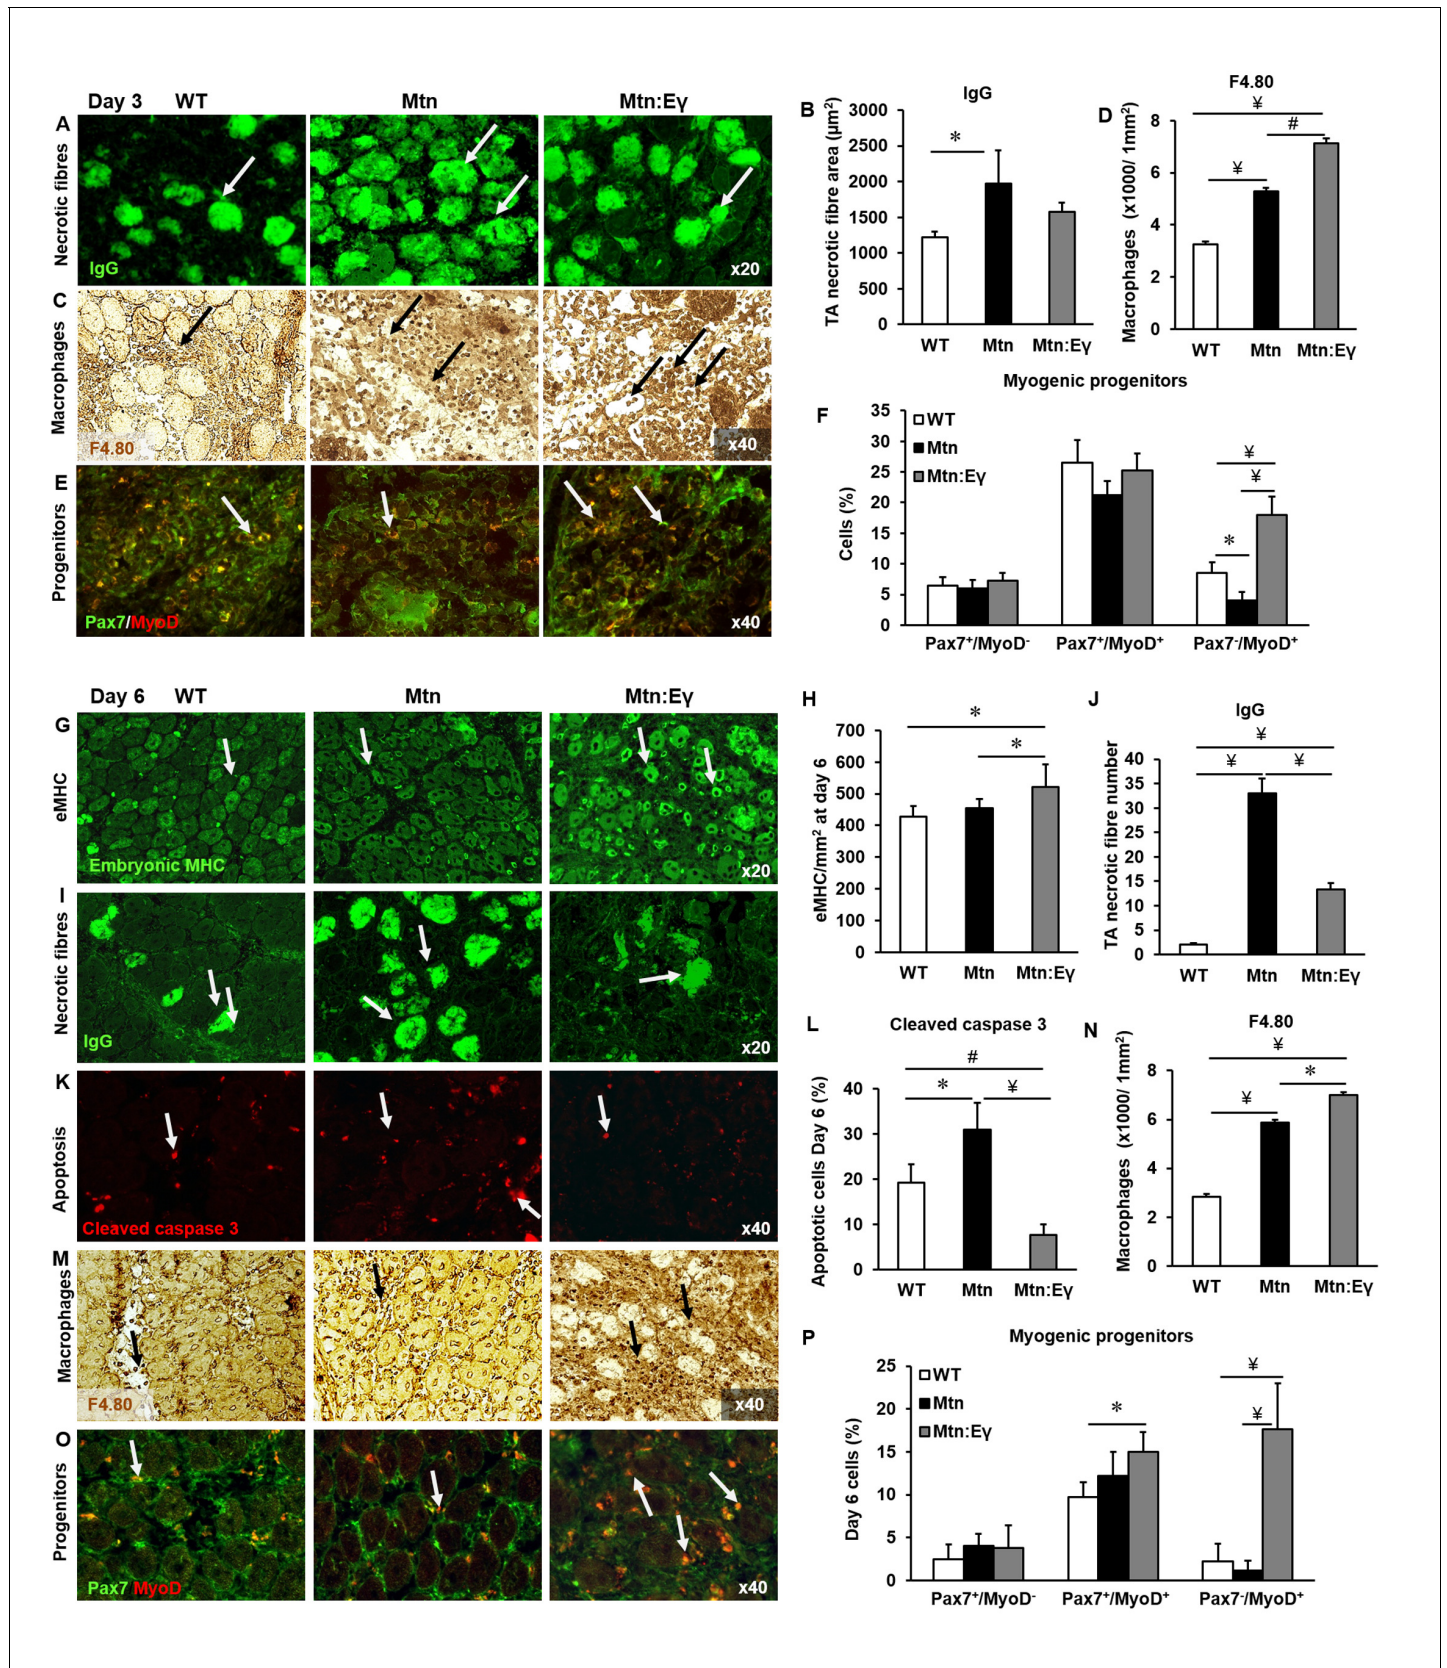 Day 3 WT Mtn Mtn:Eγ
A Necrotic fibres IgG x20
B IgG
TA necrotic fibre area (µm²)
3000
2500
2000
1500
1000
500
0
*
WT Mtn Mtn:Eγ
C Macrophages F4.80 x40
D F4.80
Macrophages (x1000/ 1mm²)
8
6
4
2
0
¥
#
¥
WT Mtn Mtn:Eγ
E Progenitors Pax7/MyoD x40
F Myogenic progenitors
Cells (%)
35
30
25
20
15
10
5
0
WT
Mtn
Mtn:Eγ
¥
¥
*
Pax7⁺/MyoD⁻ Pax7⁺/MyoD⁺ Pax7⁻/MyoD⁺
Day 6 WT Mtn Mtn:Eγ
G eMHC Embryonic MHC x20
H eMHC/mm² at day 6
700
600
500
400
300
200
100
0
*
*
WT Mtn Mtn:Eγ
I Necrotic fibres IgG x20
J IgG
TA necrotic fibre number
40
35
30
25
20
15
10
5
0
¥
¥ ¥
WT Mtn Mtn:Eγ
K Apoptosis Cleaved caspase 3 x40
L Cleaved caspase 3
Apoptotic cells Day 6 (%)
40
30
20
10
0
#
* ¥
WT Mtn Mtn:Eγ
M Macrophages F4.80 x40
N F4.80
Macrophages (x1000/ 1mm²)
8
6
4
2
0
¥
*
¥
WT Mtn Mtn:Eγ
O Progenitors Pax7 MyoD x40
P Myogenic progenitors
Day 6 cells (%)
25
20
15
10
5
0
WT
Mtn
Mtn:Eγ
*
¥
¥
Pax7⁺/MyoD⁻ Pax7⁺/MyoD⁺ Pax7⁻/MyoD⁺